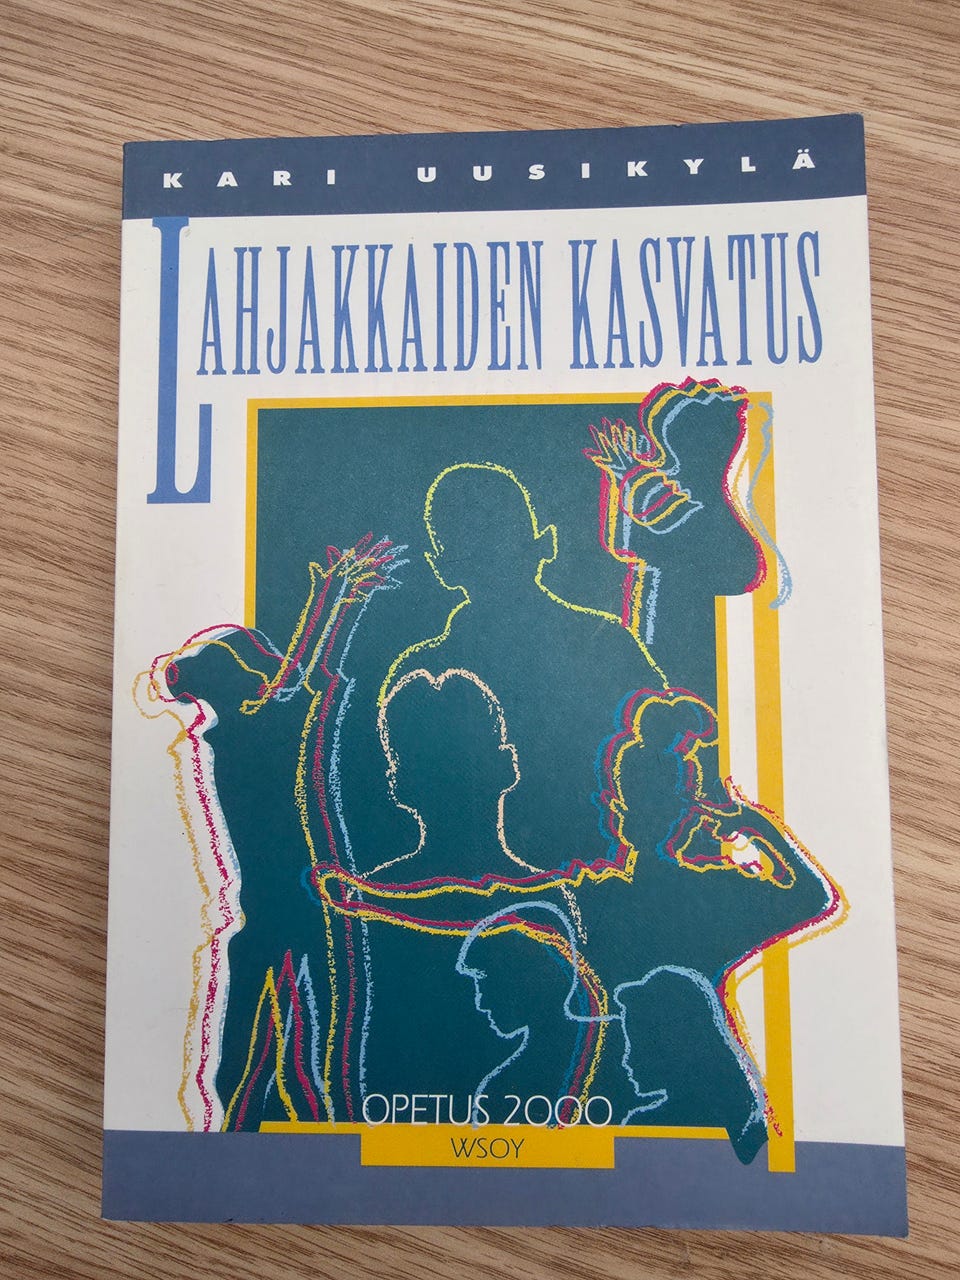 KARI UUSIKYLÄ
LAHJAKKAIDEN KASVATUS
OPETUS 2000
WSOY